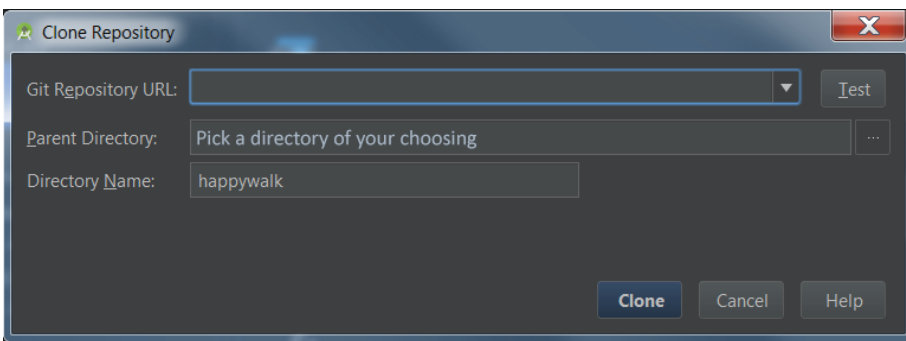 Clone Repository
Git Repository URL:
Test
Parent Directory: Pick a directory of your choosing ...
Directory Name: happywalk
Clone Cancel Help